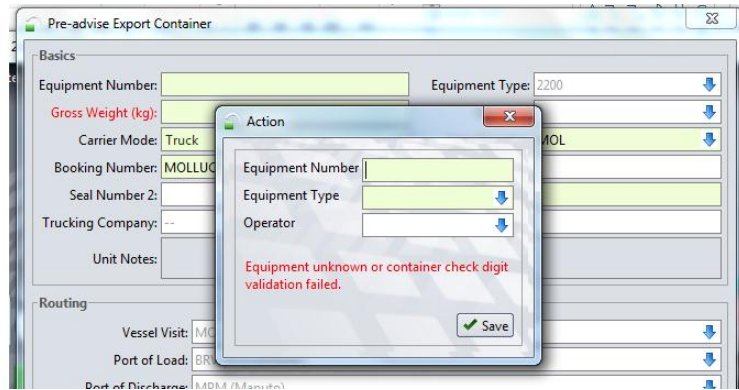 Pre-advise Export Container
Basics
Equipment Number:
Equipment Type: 2200
Gross Weight (kg):
Carrier Mode: Truck
MOL
Booking Number: MOLLUC
Seal Number 2:
Trucking Company: --
Unit Notes:
Action
Equipment Number
Equipment Type
Operator
Equipment unknown or container check digit
validation failed.
Save
Routing
Vessel Visit: MO
Port of Load: BR
Port of Discharge: MPM (Maputo)